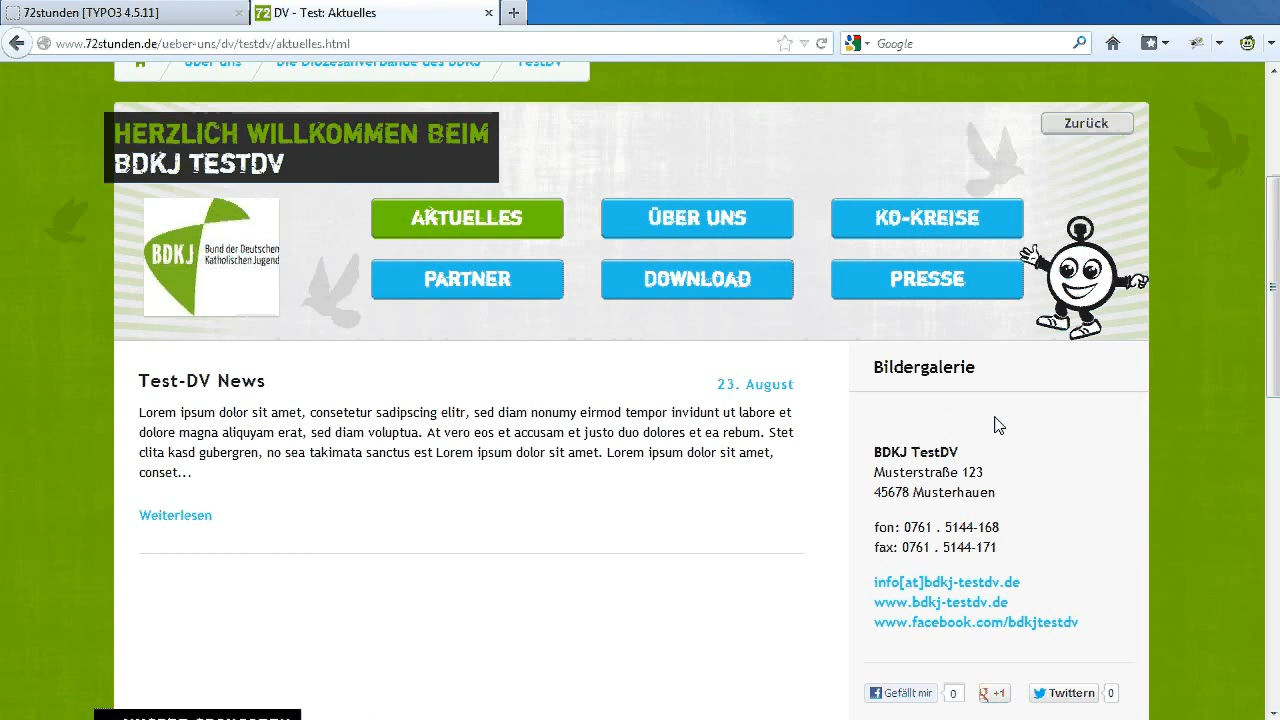 72stunden [TYPO3 4.5.11]
72 DV - Test: Aktuelles
www.72stunden.de/ueber-uns/dv/testdv/aktuelles.html
Google
Über uns
Die Diözesanverbände des BDKJ
TestDV
HERZLICH WILLKOMMEN BEIM
BDKJ TESTDV
Zurück
BDKJ
Bund der Deutschen
Katholischen Jugend
AKTUELLES
ÜBER UNS
KO-KREISE
PARTNER
DOWNLOAD
PRESSE
Test-DV News
23. August
Lorem ipsum dolor sit amet, consetetur sadipscing elitr, sed diam nonumy eirmod tempor invidunt ut labore et
dolore magna aliquyam erat, sed diam voluptua. At vero eos et accusam et justo duo dolores et ea rebum. Stet
clita kasd gubergren, no sea takimata sanctus est Lorem ipsum dolor sit amet. Lorem ipsum dolor sit amet,
conset...
Weiterlesen
Bildergalerie
BDKJ TestDV
Musterstraße 123
45678 Musterhauen
fon: 0761 . 5144-168
fax: 0761 . 5144-171
info[at]bdkj-testdv.de
www.bdkj-testdv.de
www.facebook.com/bdkjtestdv
Gefällt mir 0
+1
Twittern 0